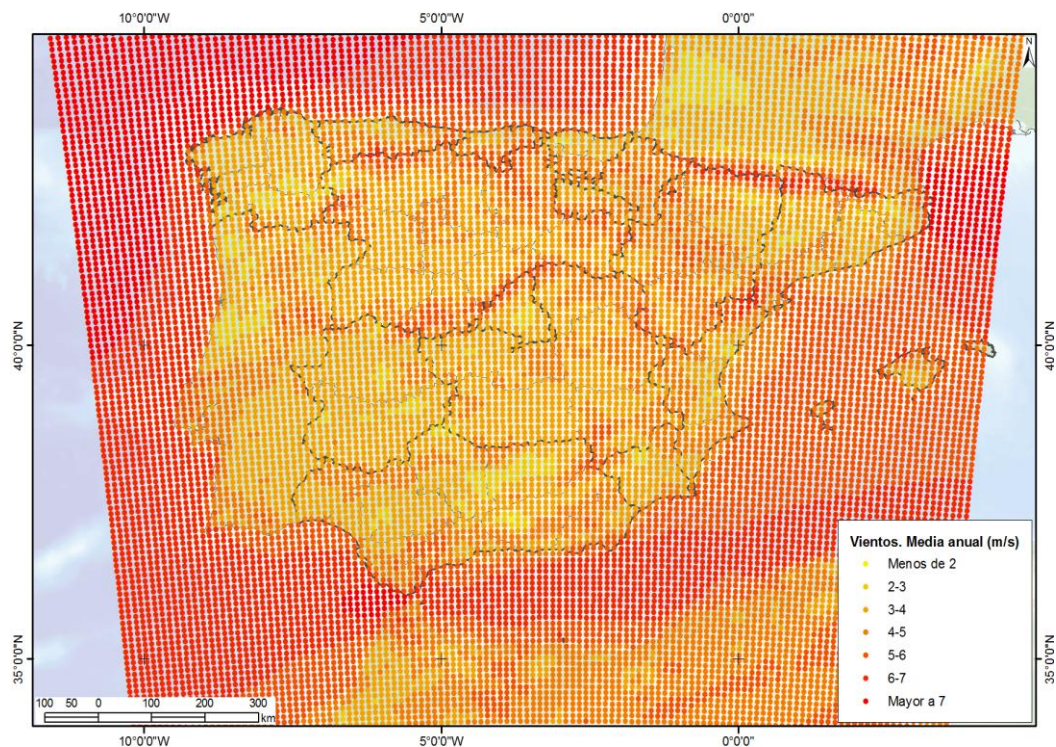 10°0'0"W 5°0'0"W 0°0'0"
N
40°0'0"N 40°0'0"N
35°0'0"N 35°0'0"N
Vientos. Media anual (m/s)
Menos de 2
2-3
3-4
4-5
5-6
6-7
Mayor a 7
100 50 0 100 200 300
km
10°0'0"W 5°0'0"W 0°0'0"